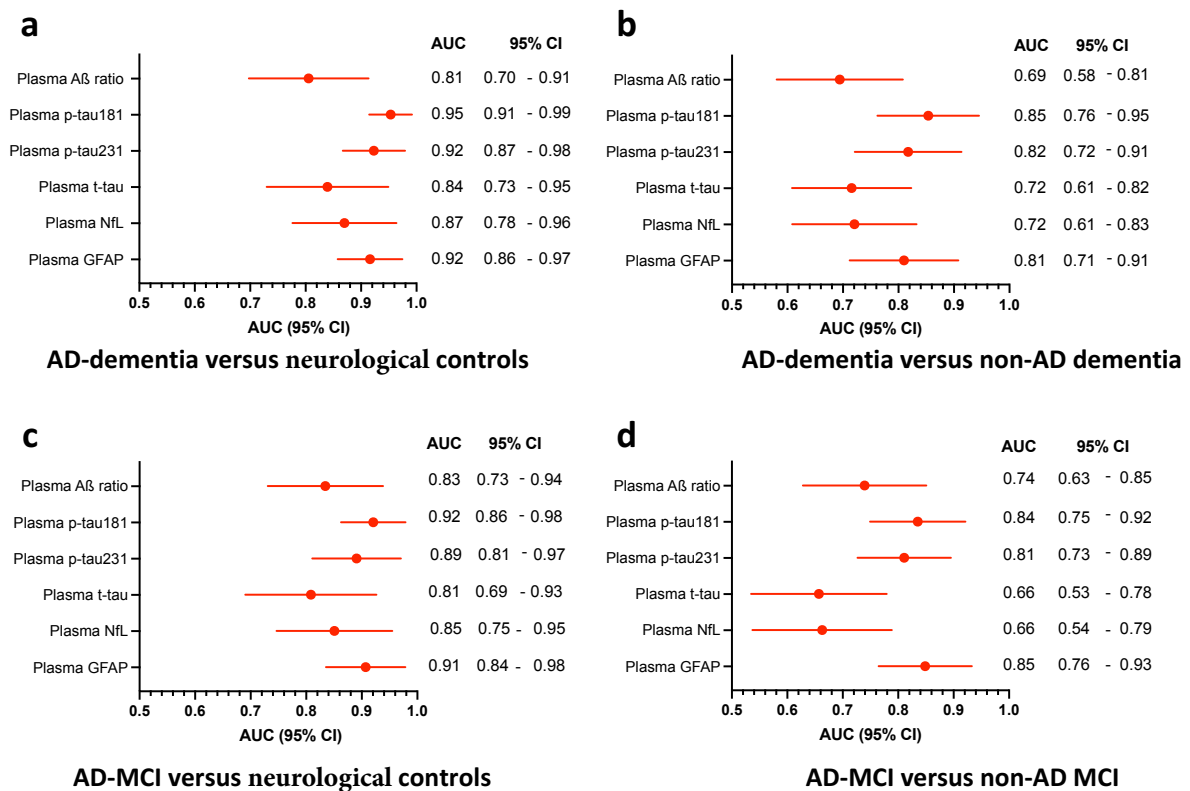 a
AUC 95% CI
Plasma Aß ratio 0.81 0.70 - 0.91
Plasma p-tau181 0.95 0.91 - 0.99
Plasma p-tau231 0.92 0.87 - 0.98
Plasma t-tau 0.84 0.73 - 0.95
Plasma NfL 0.87 0.78 - 0.96
Plasma GFAP 0.92 0.86 - 0.97
0.5 0.6 0.7 0.8 0.9 1.0
AUC (95% CI)
AD-dementia versus neurological controls
b
AUC 95% CI
Plasma Aß ratio 0.69 0.58 - 0.81
Plasma p-tau181 0.85 0.76 - 0.95
Plasma p-tau231 0.82 0.72 - 0.91
Plasma t-tau 0.72 0.61 - 0.82
Plasma NfL 0.72 0.61 - 0.83
Plasma GFAP 0.81 0.71 - 0.91
0.5 0.6 0.7 0.8 0.9 1.0
AUC (95% CI)
AD-dementia versus non-AD dementia
c
AUC 95% CI
Plasma Aß ratio 0.83 0.73 - 0.94
Plasma p-tau181 0.92 0.86 - 0.98
Plasma p-tau231 0.89 0.81 - 0.97
Plasma t-tau 0.81 0.69 - 0.93
Plasma NfL 0.85 0.75 - 0.95
Plasma GFAP 0.91 0.84 - 0.98
0.5 0.6 0.7 0.8 0.9 1.0
AUC (95% CI)
AD-MCI versus neurological controls
d
AUC 95% CI
Plasma Aß ratio 0.74 0.63 - 0.85
Plasma p-tau181 0.84 0.75 - 0.92
Plasma p-tau231 0.81 0.73 - 0.89
Plasma t-tau 0.66 0.53 - 0.78
Plasma NfL 0.66 0.54 - 0.79
Plasma GFAP 0.85 0.76 - 0.93
0.5 0.6 0.7 0.8 0.9 1.0
AUC (95% CI)
AD-MCI versus non-AD MCI